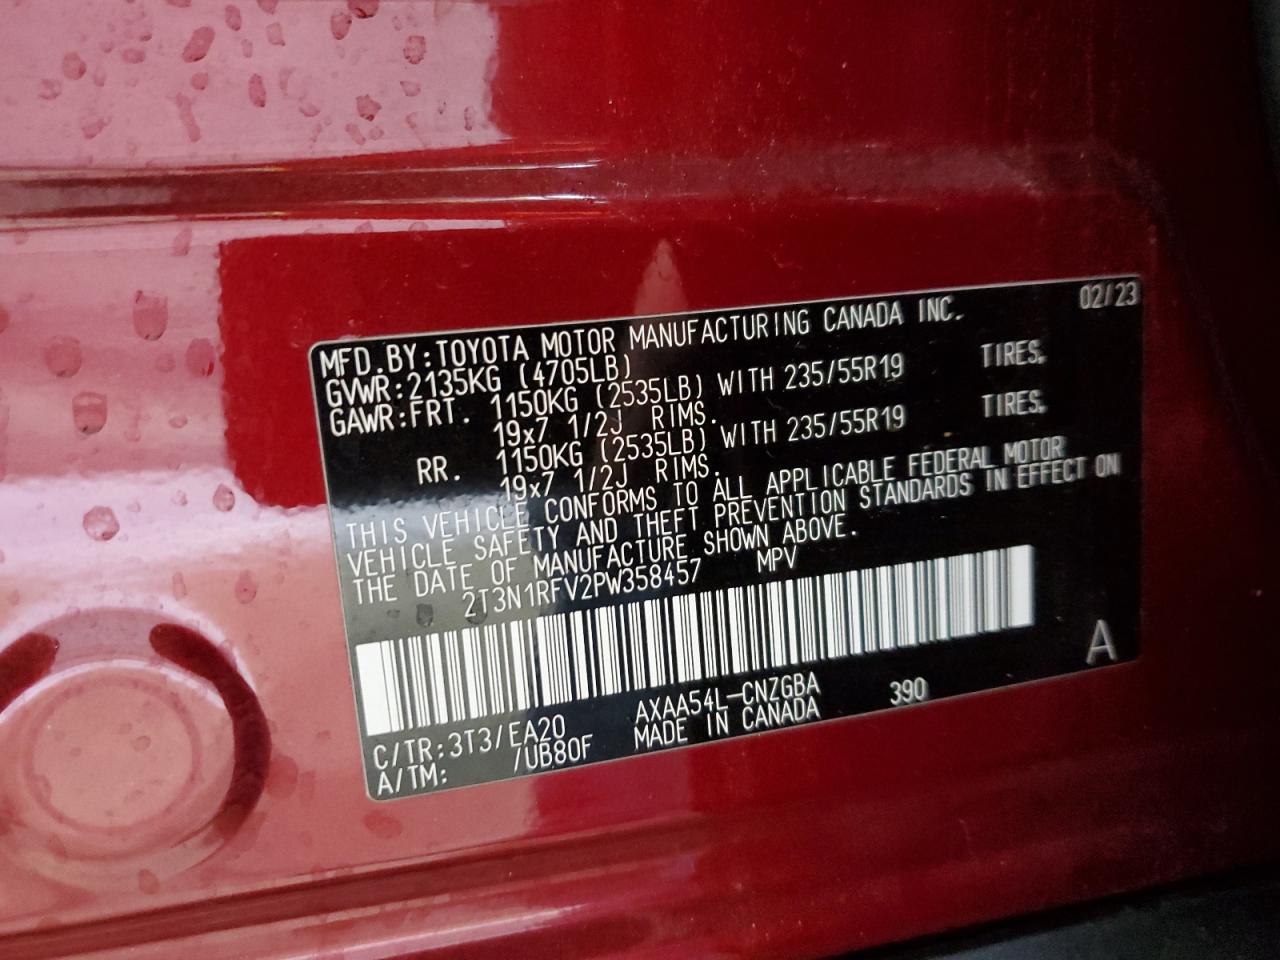 MFD.BY:TOYOTA MOTOR MANUFACTURING CANADA INC. 02/23
GVWR:2135KG (4705LB)
GAWR:FRT. 1150KG (2535LB) WITH 235/55R19 TIRES.
19x7 1/2J RIMS.
RR. 1150KG (2535LB) WITH 235/55R19 TIRES.
19x7 1/2J RIMS.
THIS VEHICLE CONFORMS TO ALL APPLICABLE FEDERAL MOTOR
VEHICLE SAFETY AND THEFT PREVENTION STANDARDS IN EFFECT ON
THE DATE OF MANUFACTURE SHOWN ABOVE.
2T3N1RFV2PW358457 MPV
A
C/TR:3T3/EA20 AXAA54L-CNZGBA 390
A/TM: /UB80F MADE IN CANADA